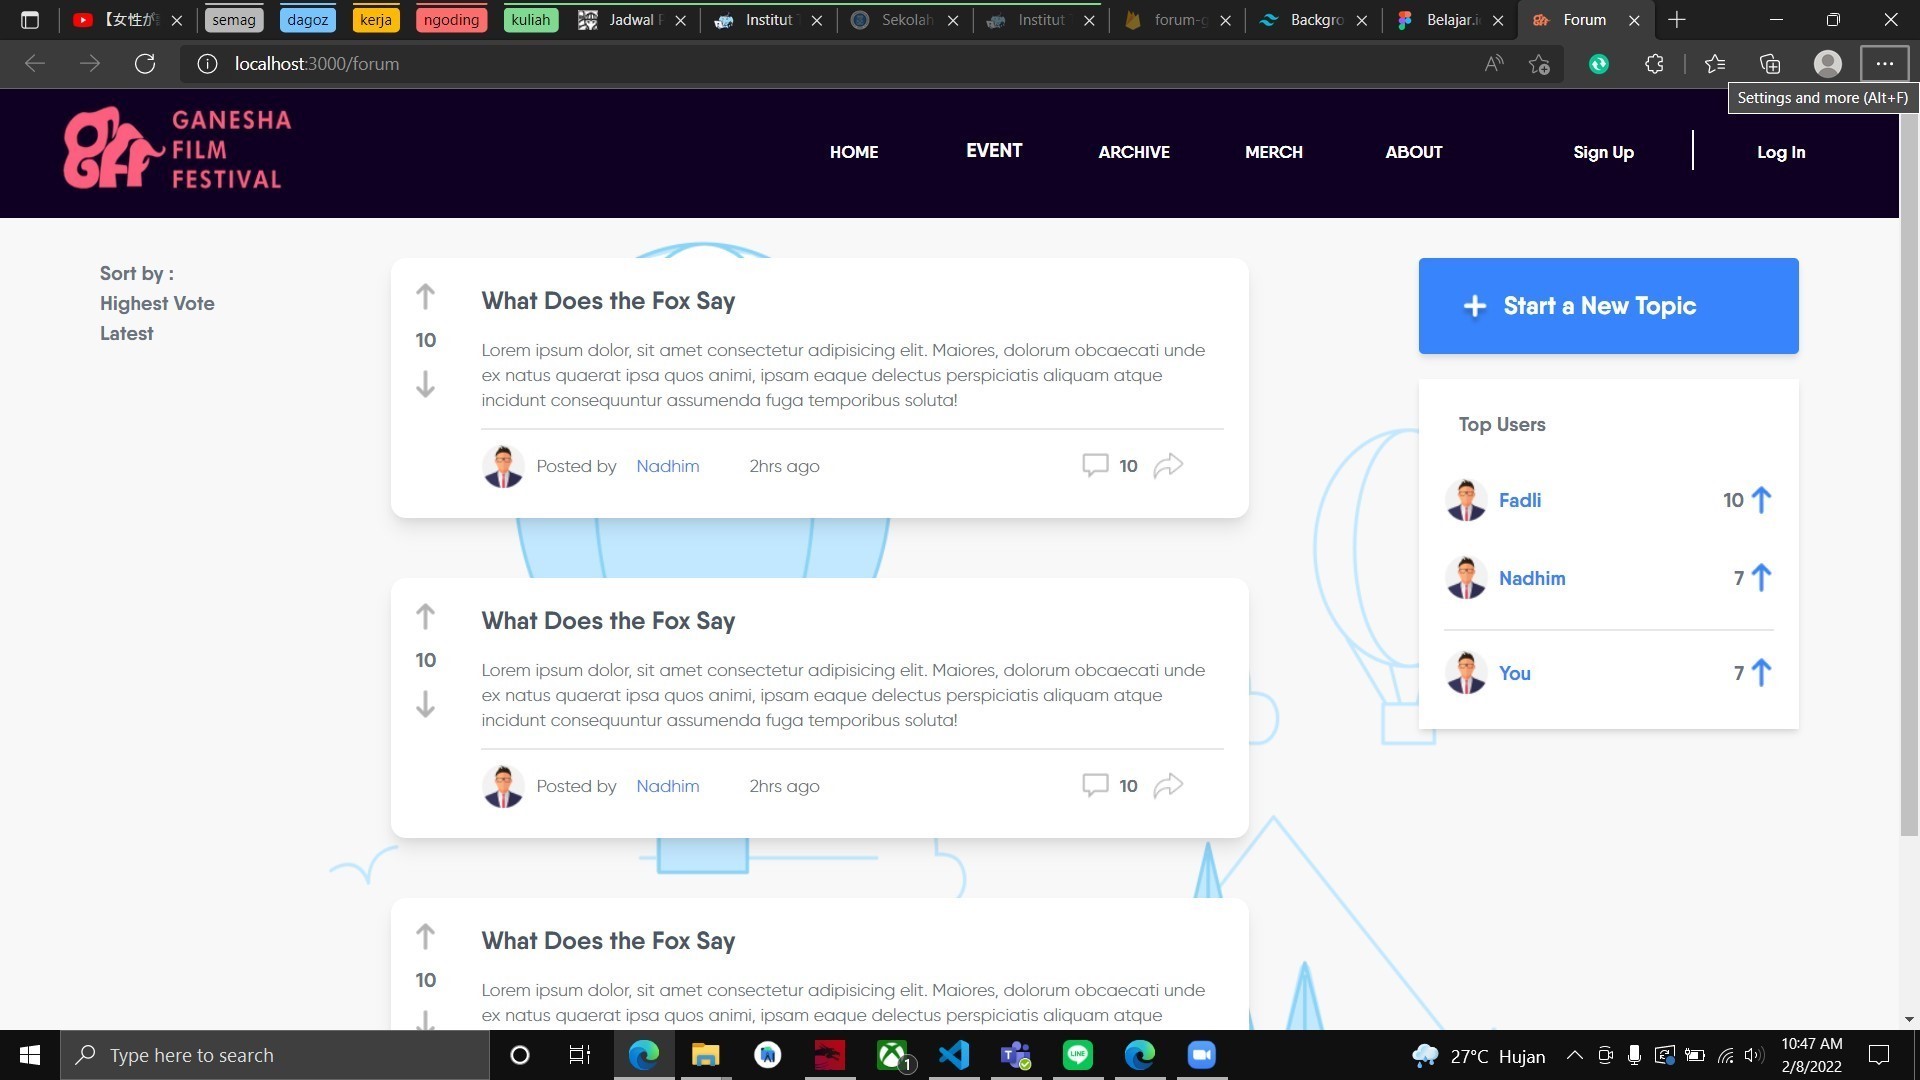 【女性が
semag
dagoz
kerja
ngoding
kuliah
Jadwal
Institut
Sekolah
Institut
forum-g
Backgro
Belajar.i
Forum
localhost:3000/forum
Settings and more (Alt+F)
GANESHA
FILM
FESTIVAL
HOME
EVENT
ARCHIVE
MERCH
ABOUT
Sign Up
Log In
Sort by :
Highest Vote
Latest
What Does the Fox Say
10
Lorem ipsum dolor, sit amet consectetur adipisicing elit. Maiores, dolorum obcaecati unde
ex natus quaerat ipsa quos animi, ipsam eaque delectus perspiciatis aliquam atque
incidunt consequuntur assumenda fuga temporibus soluta!
Posted by Nadhim 2hrs ago 10
What Does the Fox Say
10
Lorem ipsum dolor, sit amet consectetur adipisicing elit. Maiores, dolorum obcaecati unde
ex natus quaerat ipsa quos animi, ipsam eaque delectus perspiciatis aliquam atque
incidunt consequuntur assumenda fuga temporibus soluta!
Posted by Nadhim 2hrs ago 10
What Does the Fox Say
10
Lorem ipsum dolor, sit amet consectetur adipisicing elit. Maiores, dolorum obcaecati unde
ex natus quaerat ipsa quos animi, ipsam eaque delectus perspiciatis aliquam atque
+ Start a New Topic
Top Users
Fadli 10
Nadhim 7
You 7
Type here to search
1
LINE
27°C Hujan
10:47 AM
2/8/2022